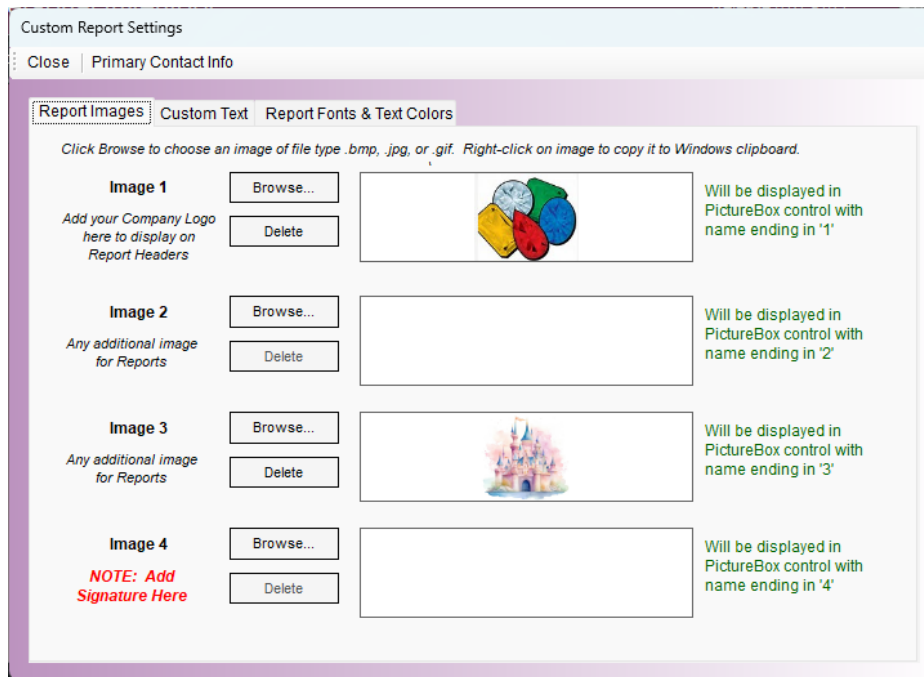 Custom Report Settings
Close Primary Contact Info
Report Images Custom Text Report Fonts & Text Colors
Click Browse to choose an image of file type .bmp, .jpg, or .gif. Right-click on image to copy it to Windows clipboard.
Image 1
Add your Company Logo
here to display on
Report Headers
Browse...
Delete
Will be displayed in
PictureBox control with
name ending in '1'
Image 2
Any additional image
for Reports
Browse...
Delete
Will be displayed in
PictureBox control with
name ending in '2'
Image 3
Any additional image
for Reports
Browse...
Delete
Will be displayed in
PictureBox control with
name ending in '3'
Image 4
NOTE: Add
Signature Here
Browse...
Delete
Will be displayed in
PictureBox control with
name ending in '4'